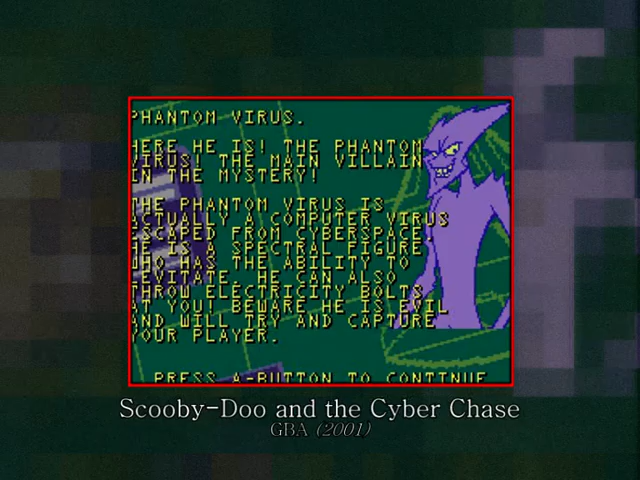 PHANTOM VIRUS.
HERE HE IS! THE PHANTOM
VIRUS! THE MAIN VILLAIN
IN THE MYSTERY!
THE PHANTOM VIRUS IS
ACTUALLY A COMPUTER VIRUS
ESCAPED FROM CYBERSPACE.
HE IS A SPECTRAL FIGURE
WHO HAS THE ABILITY TO
LEVITATE. HE CAN ALSO
THROW ELECTRICITY BOLTS
AT YOU. BEWARE HE IS EVIL
AND WILL TRY AND CAPTURE
YOUR PLAYER.
PRESS A-BUTTON TO CONTINUE
Scooby-Doo and the Cyber Chase
GBA (2001)